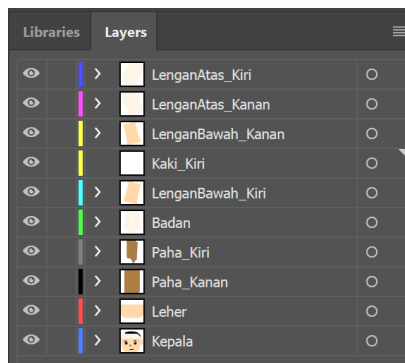 Libraries Layers
LenganAtas_Kiri
LenganAtas_Kanan
LenganBawah_Kanan
Kaki_Kiri
LenganBawah_Kiri
Badan
Paha_Kiri
Paha_Kanan
Leher
Kepala